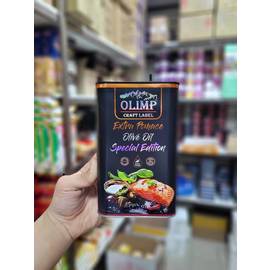 OLIMP
CRAFT LABEL
Extra Pomace
Olive Oil
Special Edition